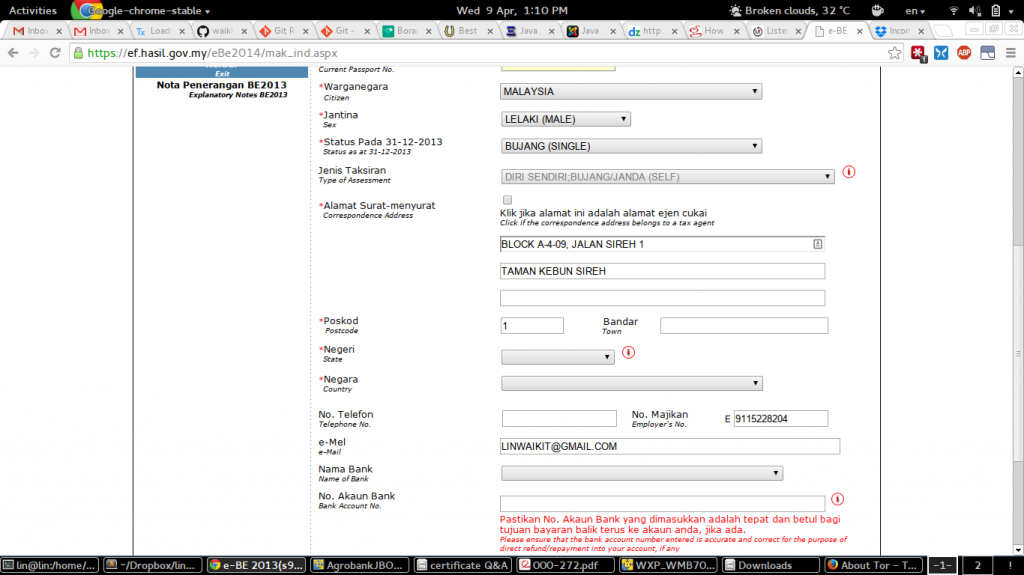 Activities
Google-chrome-stable ▾
Wed 9 Apr, 1:10 PM
Broken clouds, 32 °C
en ▾
Inbox
Inbox
Load
waiki
Git R
Git -
Bora
Best
Java
Java
http:
How
Liste
e-BE
Incom
https://ef.hasil.gov.my/eBe2014/mak_ind.aspx
Exit
Nota Penerangan BE2013
Explanatory Notes BE2013
Current Passport No.
*Warganegara
Citizen
MALAYSIA
*Jantina
Sex
LELAKI (MALE)
*Status Pada 31-12-2013
Status as at 31-12-2013
BUJANG (SINGLE)
Jenis Taksiran
Type of Assessment
DIRI SENDIRI;BUJANG/JANDA (SELF)
*Alamat Surat-menyurat
Correspondence Address
Klik jika alamat ini adalah alamat ejen cukai
Click if the correspondence address belongs to a tax agent
BLOCK A-4-09, JALAN SIREH 1
TAMAN KEBUN SIREH
*Poskod
Postcode
1
Bandar
Town
*Negeri
State
*Negara
Country
No. Telefon
Telephone No.
No. Majikan
Employer's No.
E 9115228204
e-Mel
e-Mail
LINWAIKIT@GMAIL.COM
Nama Bank
Name of Bank
No. Akaun Bank
Bank Account No.
Pastikan No. Akaun Bank yang dimasukkan adalah tepat dan betul bagi
tujuan bayaran balik terus ke akaun anda, jika ada.
Please ensure that the bank account number entered is accurate and correct for the purpose of
direct refund/repayment into your account, if any
lin@lin:/home/...
~/Dropbox/lin...
e-BE 2013(s9...
AgrobankJBO...
certificate Q&A
000-272.pdf
WXP_WMB70...
Downloads
About Tor - T...
-1-
2
!